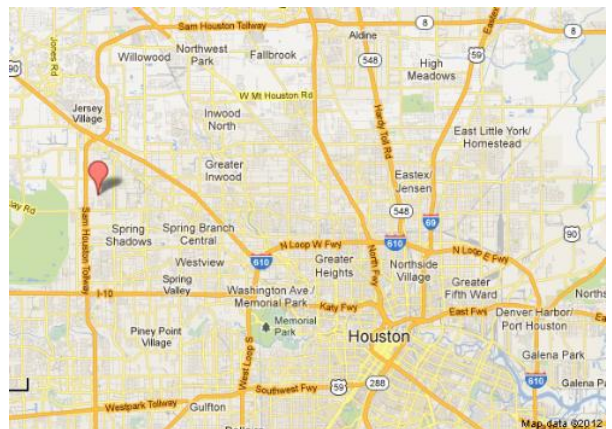 Sam Houston Tollway
8
Aldine
8
Eastex
59
Jones Rd
Willowood
Northwest
Park
Fallbrook
548
High
Meadows
90
W Mt Houston Rd
Hardy Toll Rd
Jersey
Village
Inwood
North
East Little York/
Homestead
Greater
Inwood
Eastex/
Jensen
ay Rd
Sam Houston Tollway
Spring
Shadows
Spring Branch
Central
548
69
90
N Loop W Fwy
610
N Loop E Fwy
610
Westview
Greater
Heights
North Fwy
Northside
Village
Spring
Valley
Greater
Fifth Ward
I-10
Washington Ave /
Memorial Park
Katy Fwy
East Fwy
Denver Harbor/
Port Houston
Northsh
Piney Point
Village
Memorial
Park
Houston
West Loop S
Galena Park
610
Galena Pa
Southwest Fwy
59
288
Westpark Tollway
Gulfton
Map data ©2012